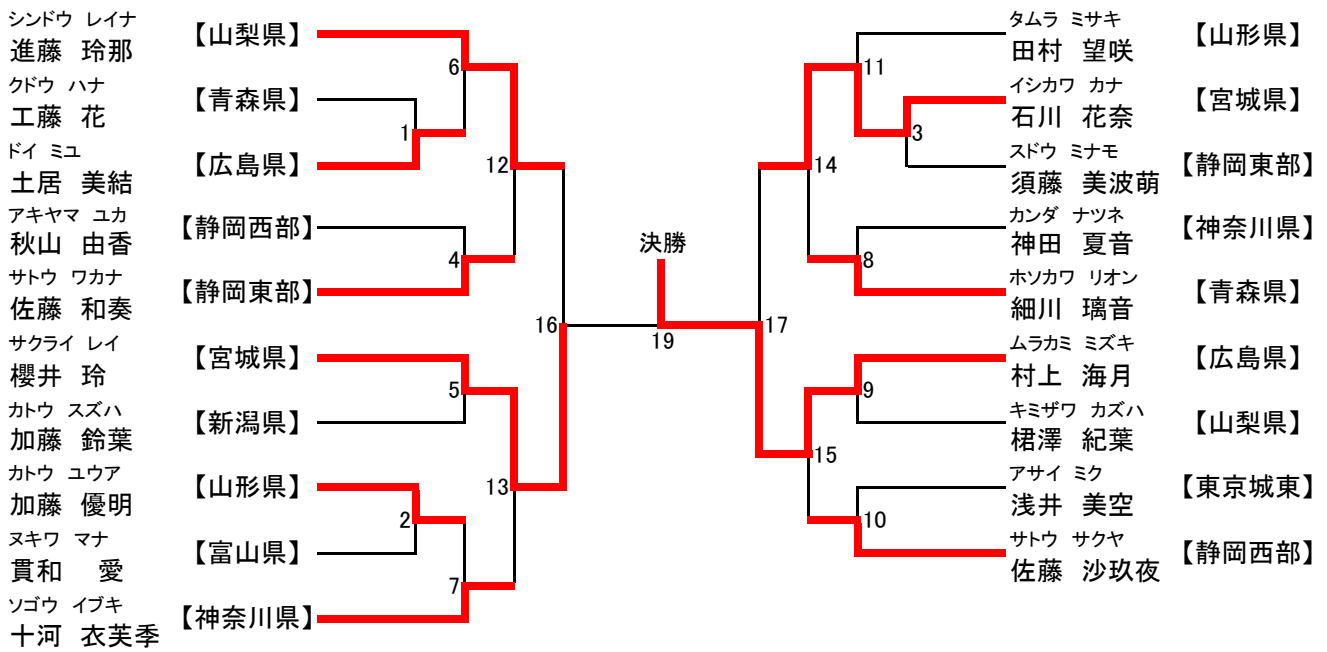 シンドウ レイナ
進藤 玲那
【山梨県】
クドウ ハナ
工藤 花
【青森県】
ドイ ミユ
土居 美結
【広島県】
アキヤマ ユカ
秋山 由香
【静岡西部】
サトウ ワカナ
佐藤 和奏
【静岡東部】
サクライ レイ
櫻井 玲
【宮城県】
カトウ スズハ
加藤 鈴葉
【新潟県】
カトウ ユウア
加藤 優明
【山形県】
ヌキワ マナ
貫和 愛
【富山県】
ソゴウ イブキ
十河 衣芙季
【神奈川県】
6
1
12
4
16
5
13
2
7
決勝
19
11
3
14
8
17
9
15
10
タムラ ミサキ
田村 望咲
【山形県】
イシカワ カナ
石川 花奈
【宮城県】
スドウ ミナモ
須藤 美波萌
【静岡東部】
カンダ ナツネ
神田 夏音
【神奈川県】
ホソカワ リオン
細川 璃音
【青森県】
ムラカミ ミズキ
村上 海月
【広島県】
キミザワ カズハ
桾澤 紀葉
【山梨県】
アサイ ミク
浅井 美空
【東京城東】
サトウ サクヤ
佐藤 沙玖夜
【静岡西部】